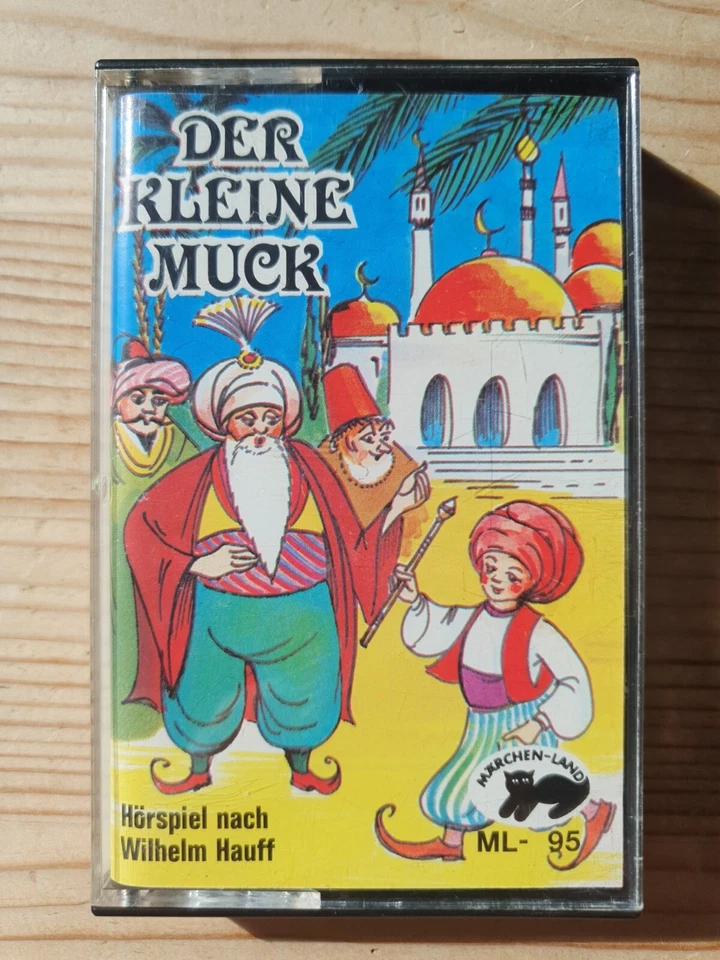 DER
KLEINE
MUCK
MÄRCHEN-LAND
Hörspiel nach
Wilhelm Hauff
ML- 95